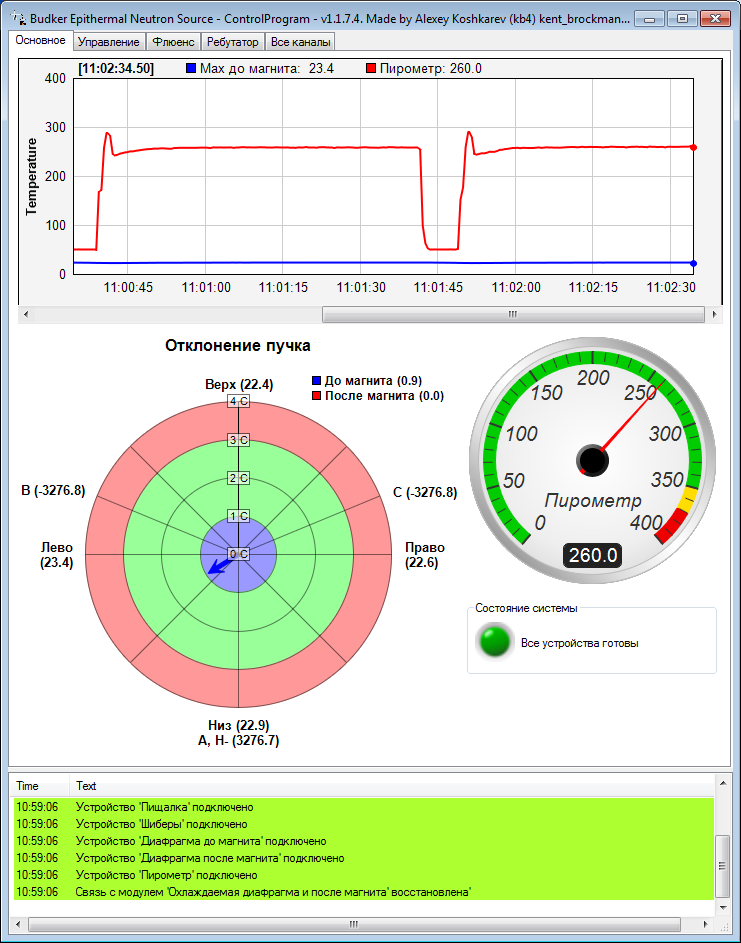 Budker Epithermal Neutron Source - ControlProgram - v1.1.7.4. Made by Alexey Koshkarev (kb4) kent_brockman...
Основное Управление Флюенс Ребутатор Все каналы
[11:02:34.50] Max до магнита: 23.4 Пирометр: 260.0
400
300
200
100
0
Temperature
11:00:45 11:01:00 11:01:15 11:01:30 11:01:45 11:02:00 11:02:15 11:02:30
Отклонение пучка
Верх (22.4)
До магнита (0.9)
После магнита (0.0)
4 C
3 C
2 C
1 C
0 C
B (-3276.8)
C (-3276.8)
Лево
(23.4)
Право
(22.6)
Низ (22.9)
A, H- (3276.7)
0
50
100
150
200
250
300
350
400
Пирометр
260.0
Состояние системы
Все устройства готовы
Time Text
10:59:06 Устройство 'Пищалка' подключено
10:59:06 Устройство 'Шиберы' подключено
10:59:06 Устройство 'Диафрагма до магнита' подключено
10:59:06 Устройство 'Диафрагма после магнита' подключено
10:59:06 Устройство 'Пирометр' подключено
10:59:06 Связь с модулем 'Охлаждаемая диафрагма и после магнита' восстановлена'